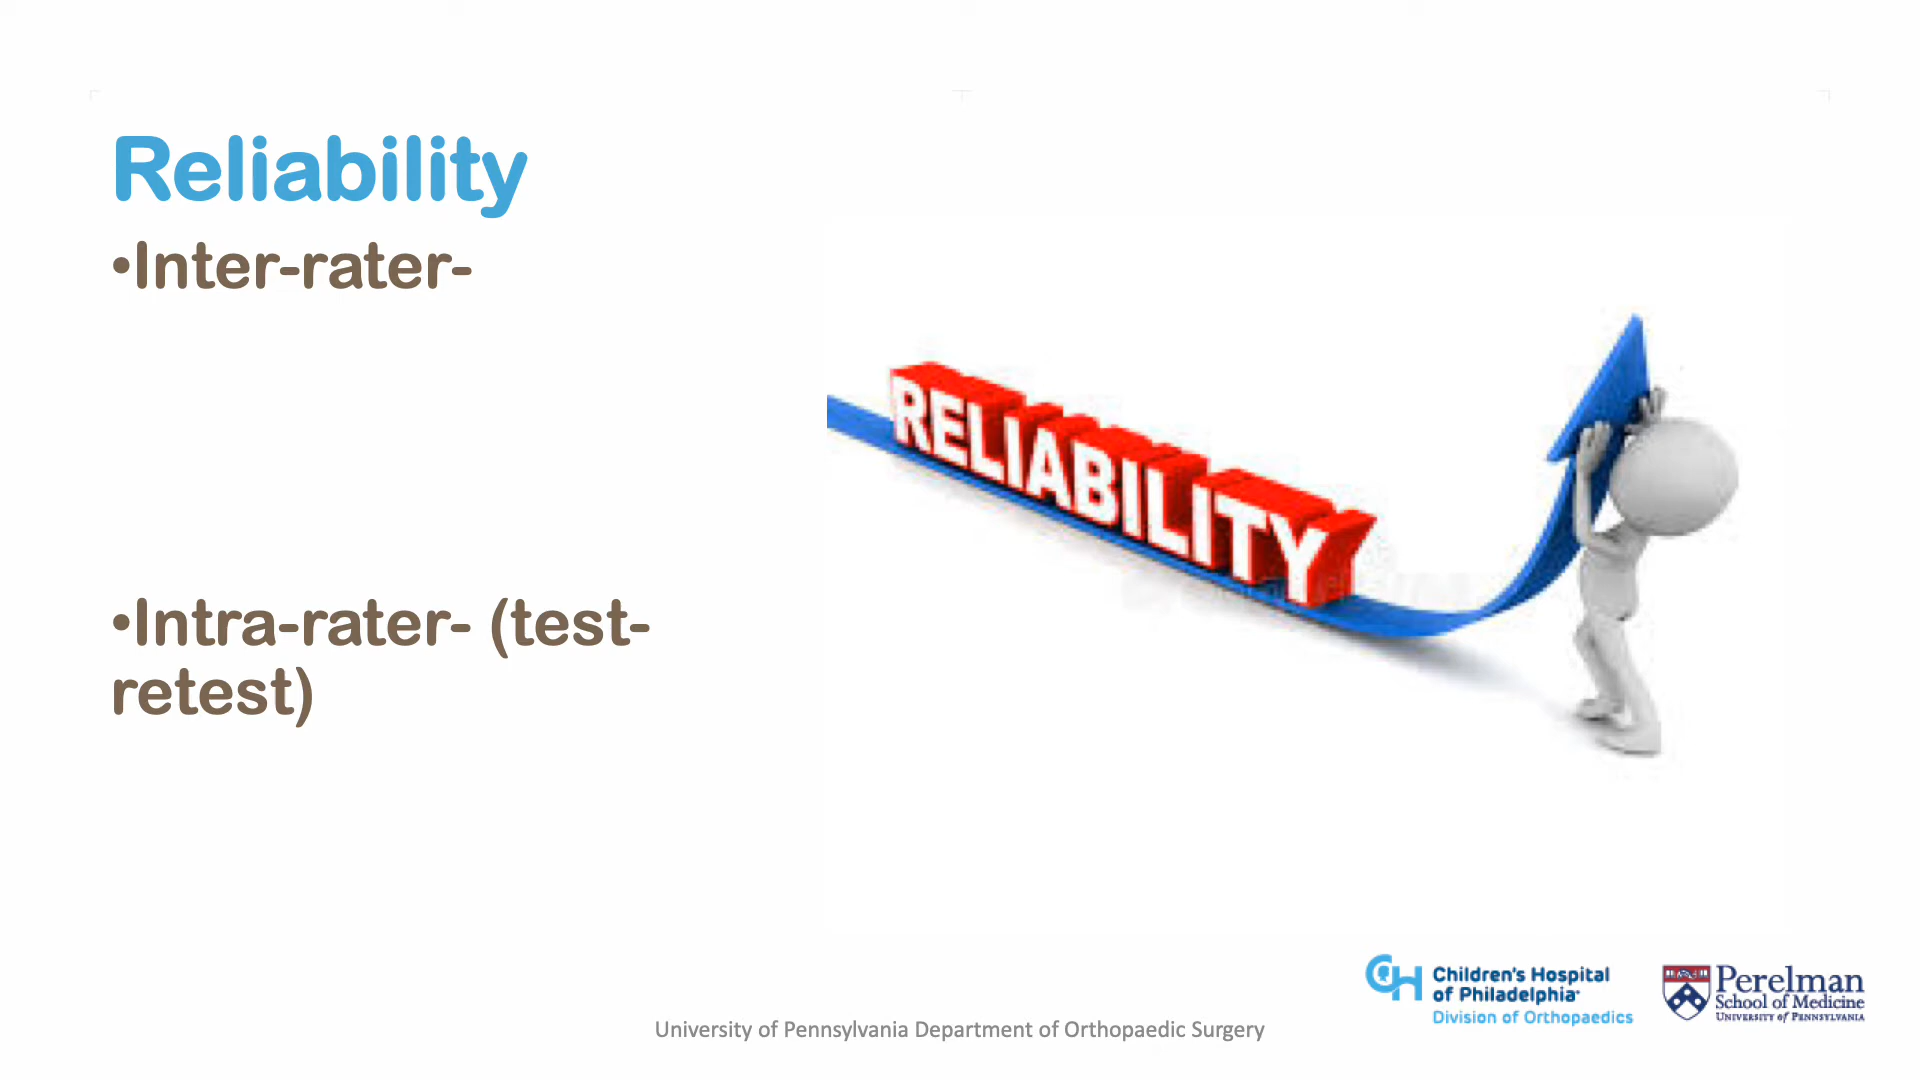 Reliability
•Inter-rater-
•Intra-rater- (test-
retest)
RELIABILITY
Children's Hospital
of Philadelphia
Division of Orthopaedics
Perelman
School of Medicine
University of Pennsylvania
University of Pennsylvania Department of Orthopaedic Surgery